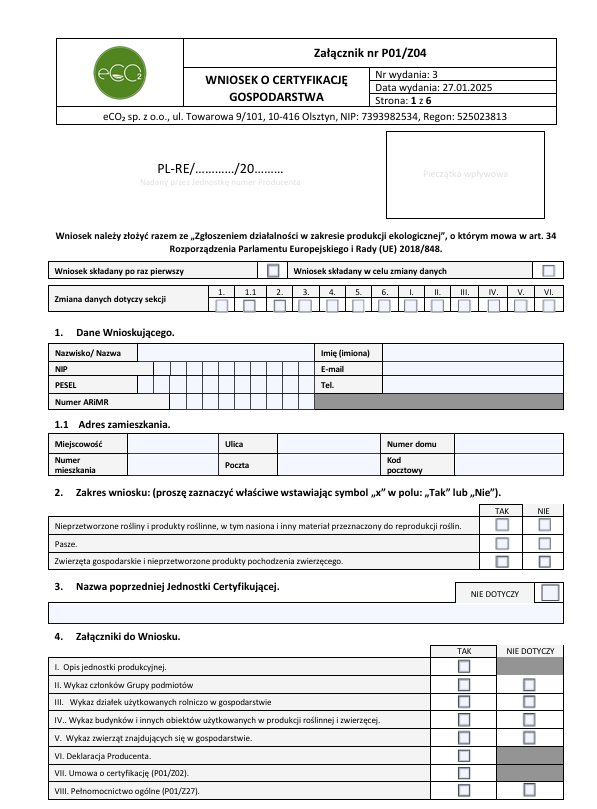 eCO2
Załącznik nr P01/Z04
WNIOSEK O CERTYFIKACJĘ
GOSPODARSTWA
Nr wydania: 3
Data wydania: 27.01.2025
Strona: 1 z 6
eCO₂ sp. z o.o., ul. Towarowa 9/101, 10-416 Olsztyn, NIP: 7393982534, Regon: 525023813
PL-RE/…………/20………
Nadany przez Jednostkę numer Producenta
Pieczątka wpływowa
Wniosek należy złożyć razem ze „Zgłoszeniem działalności w zakresie produkcji ekologicznej”, o którym mowa w art. 34
Rozporządzenia Parlamentu Europejskiego i Rady (UE) 2018/848.
Wniosek składany po raz pierwszy Wniosek składany w celu zmiany danych
Zmiana danych dotyczy sekcji 1. 1.1 2. 3. 4. 5. 6. I. II. III. IV. V. VI.
1. Dane Wnioskującego.
Nazwisko/ Nazwa Imię (imiona)
NIP E-mail
PESEL Tel.
Numer ARiMR
1.1 Adres zamieszkania.
Miejscowość Ulica Numer domu
Numer mieszkania Poczta Kod pocztowy
2. Zakres wniosku: (proszę zaznaczyć właściwe wstawiając symbol „x” w polu: „Tak” lub „Nie”).
TAK NIE
Nieprzetworzone rośliny i produkty roślinne, w tym nasiona i inny materiał przeznaczony do reprodukcji roślin.
Pasze.
Zwierzęta gospodarskie i nieprzetworzone produkty pochodzenia zwierzęcego.
3. Nazwa poprzedniej Jednostki Certyfikującej.
NIE DOTYCZY
4. Załączniki do Wniosku.
TAK NIE DOTYCZY
I. Opis jednostki produkcyjnej.
II. Wykaz członków Grupy podmiotów
III. Wykaz działek użytkowanych rolniczo w gospodarstwie
IV.. Wykaz budynków i innych obiektów użytkowanych w produkcji roślinnej i zwierzęcej.
V. Wykaz zwierząt znajdujących się w gospodarstwie.
VI. Deklaracja Producenta.
VII. Umowa o certyfikację (P01/Z02).
VIII. Pełnomocnictwo ogólne (P01/Z27).